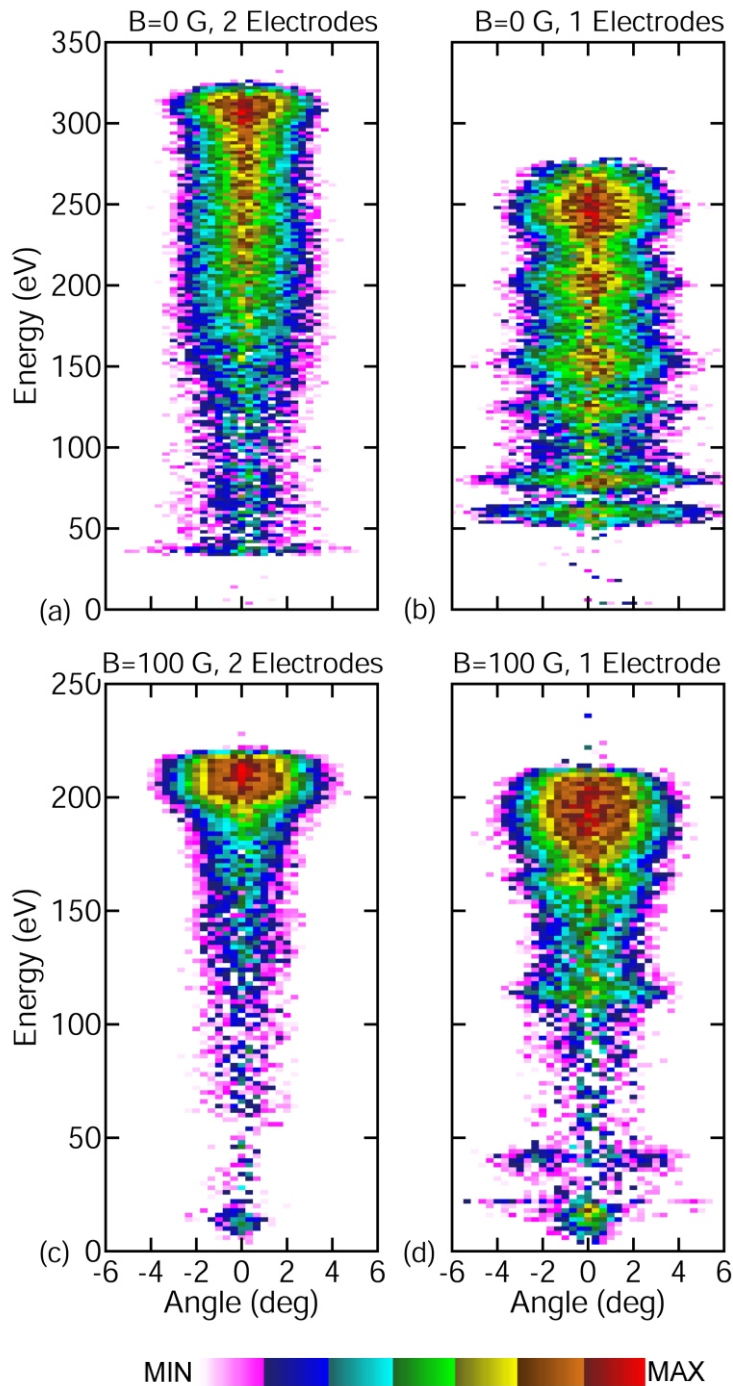 B=0 G, 2 Electrodes
B=0 G, 1 Electrodes
350
300
250
200
150
100
50
0
Energy (eV)
(a)
(b)
B=100 G, 2 Electrodes
B=100 G, 1 Electrode
250
200
150
100
50
0
Energy (eV)
(c)
(d)
-6 -4 -2 0 2 4 6
-6 -4 -2 0 2 4 6
Angle (deg)
Angle (deg)
MIN
MAX